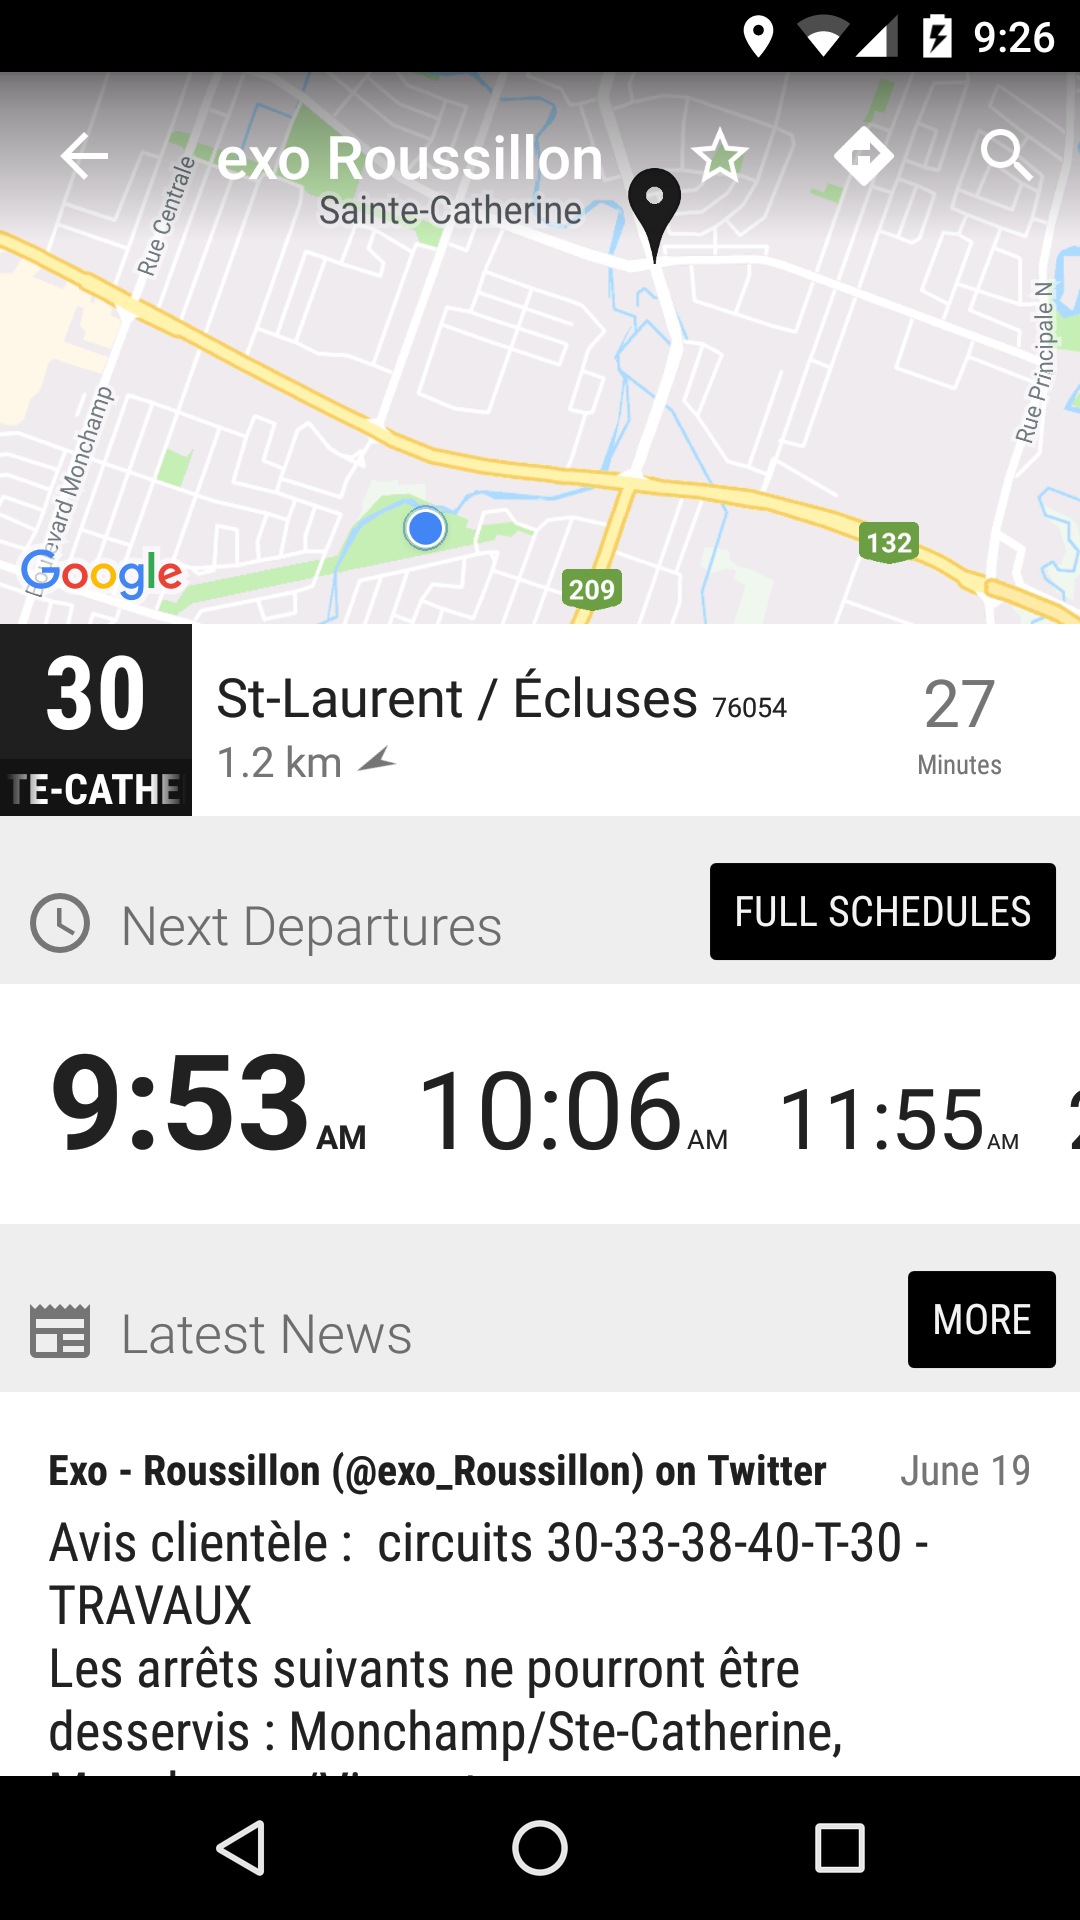 9:26
exo Roussillon
Sainte-Catherine
Rue Centrale
Rue Principale N
Boulevard Monchamp
132
209
Google
30
TE-CATHE
St-Laurent / Écluses 76054
1.2 km
27
Minutes
Next Departures
FULL SCHEDULES
9:53 AM 10:06 AM 11:55 AM
Latest News
MORE
Exo - Roussillon (@exo_Roussillon) on Twitter June 19
Avis clientèle : circuits 30-33-38-40-T-30 -
TRAVAUX
Les arrêts suivants ne pourront être
desservis : Monchamp/Ste-Catherine,